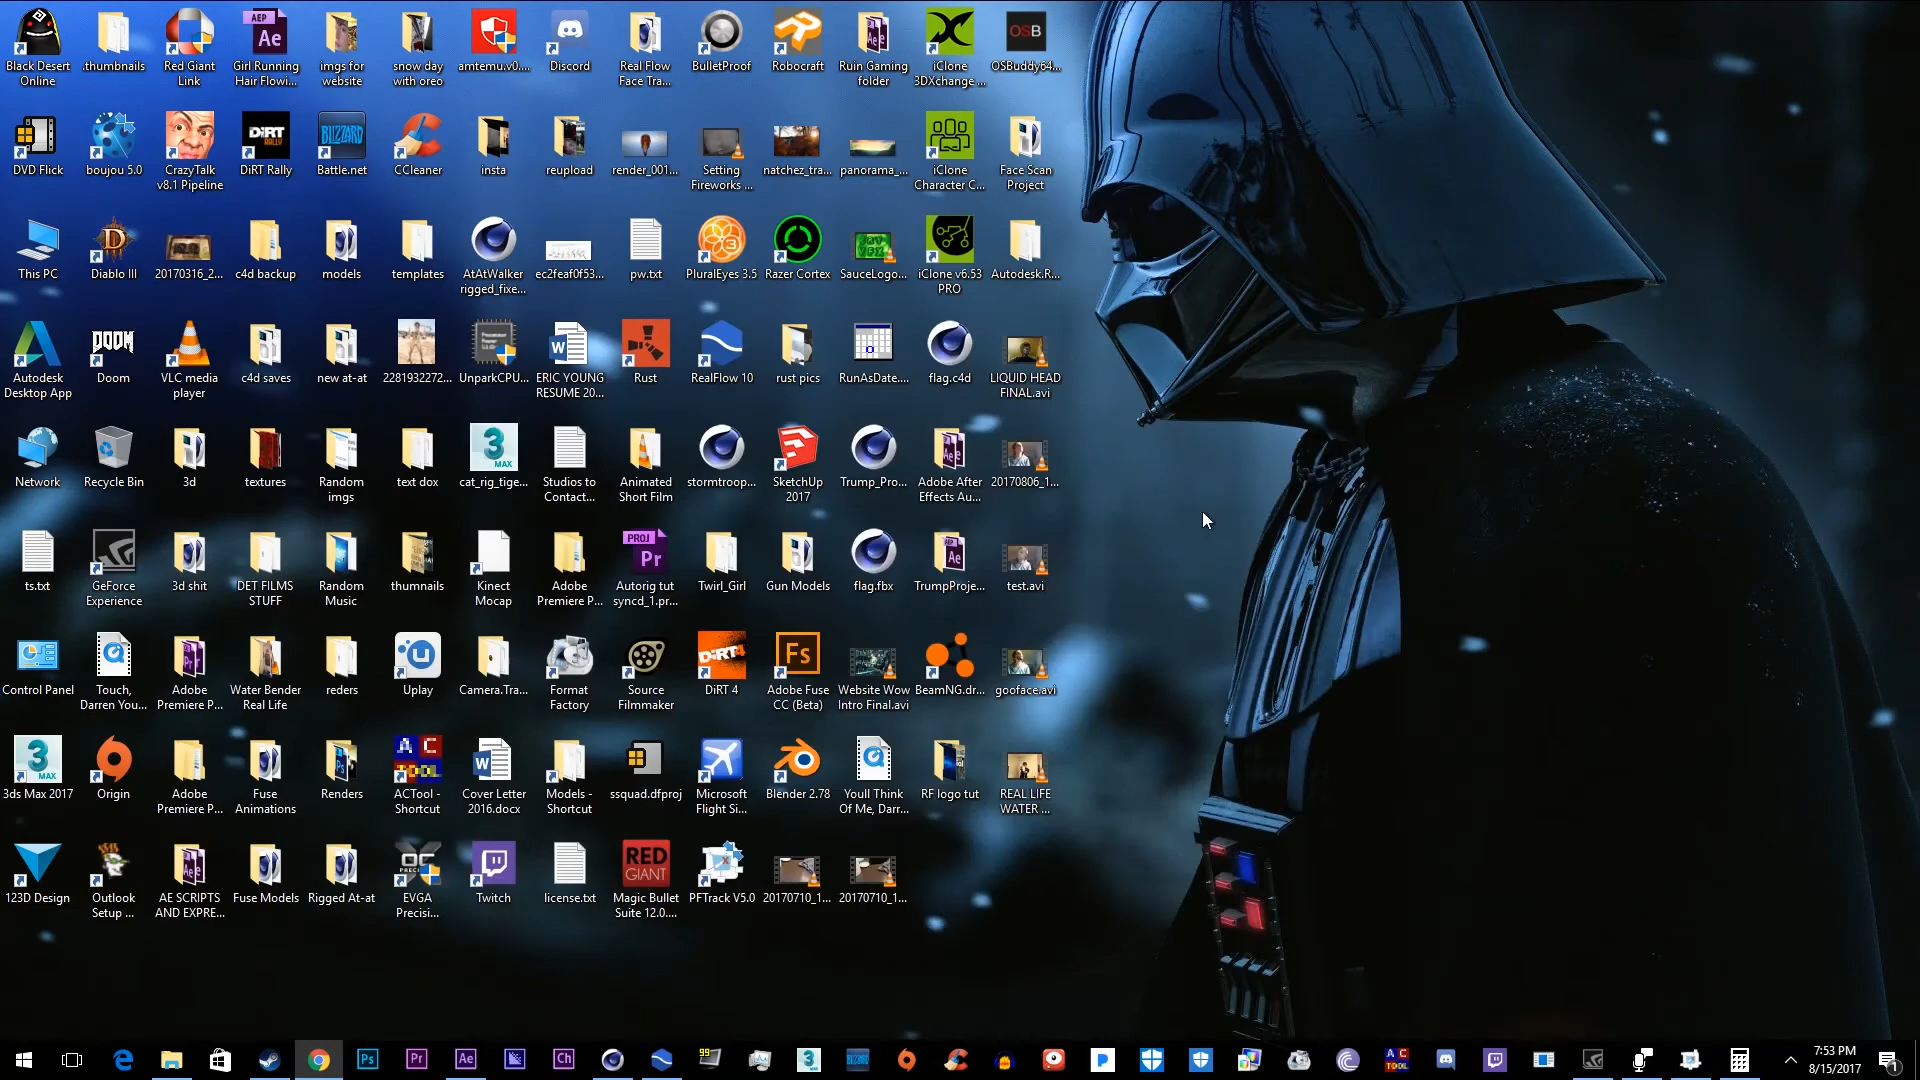 Black Desert
Online
.thumbnails
Red Giant
Link
Girl Running
Hair Flowi...
imgs for
website
snow day
with oreo
amtemu.v0....
Discord
Real Flow
Face Tra...
BulletProof
Robocraft
Ruin Gaming
folder
iClone
3DXchange ...
OSBuddy64...
DVD Flick
boujou 5.0
CrazyTalk
v8.1 Pipeline
DiRT Rally
Battle.net
CCleaner
insta
reupload
render_001...
Setting
Fireworks ...
natchez_tra...
panorama_...
iClone
Character C...
Face Scan
Project
This PC
Diablo III
20170316_2...
c4d backup
models
templates
AtAtWalker
rigged_fixe...
ec2feaf0f53...
pw.txt
PluralEyes 3.5
Razer Cortex
SauceLogo...
iClone v6.53
PRO
Autodesk.R...
Autodesk
Desktop App
Doom
VLC media
player
c4d saves
new at-at
2281932272...
UnparkCPU...
ERIC YOUNG
RESUME 20...
Rust
RealFlow 10
rust pics
RunAsDate....
flag.c4d
LIQUID HEAD
FINAL.avi
Network
Recycle Bin
3d
textures
Random
imgs
text dox
cat_rig_tige...
Studios to
Contact...
Animated
Short Film
stormtroop...
SketchUp
2017
Trump_Pro...
Adobe After
Effects Au...
20170806_1...
ts.txt
GeForce
Experience
3d shit
DET FILMS
STUFF
Random
Music
thumnails
Kinect
Mocap
Adobe
Premiere P...
Autorig tut
syncd_1.pr...
Twirl_Girl
Gun Models
flag.fbx
TrumpProje...
test.avi
Control Panel
Touch,
Darren You...
Adobe
Premiere P...
Water Bender
Real Life
reders
Uplay
Camera.Tra...
Format
Factory
Source
Filmmaker
DiRT 4
Adobe Fuse
CC (Beta)
Website Wow
Intro Final.avi
BeamNG.dr...
gooface.avi
3ds Max 2017
Origin
Adobe
Premiere P...
Fuse
Animations
Renders
ACTool -
Shortcut
Cover Letter
2016.docx
Models -
Shortcut
ssquad.dfproj
Microsoft
Flight Si...
Blender 2.78
Youll Think
Of Me, Darr...
RF logo tut
REAL LIFE
WATER ...
123D Design
Outlook
Setup ...
AE SCRIPTS
AND EXPRE...
Fuse Models
Rigged At-at
EVGA
Precisi...
Twitch
license.txt
Magic Bullet
Suite 12.0....
PFTrack V5.0
20170710_1...
20170710_1...
7:53 PM
8/15/2017